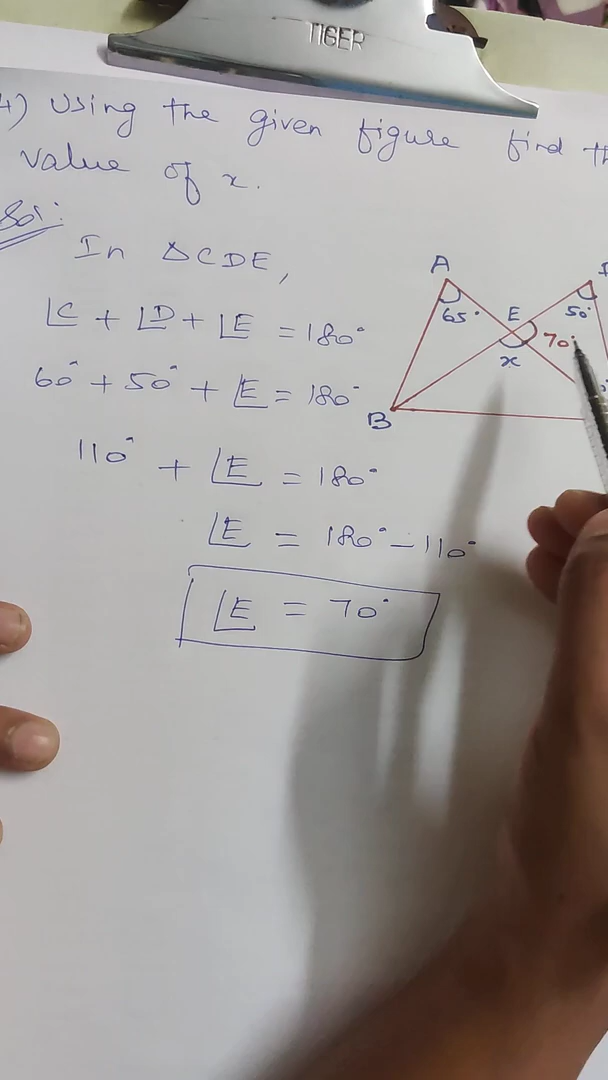 TIGER
4) Using the given figure find th
value of x.
Sol:
In ΔCDE,
∠C + ∠D + ∠E = 180°
60° + 50° + ∠E = 180°
110° + ∠E = 180°
∠E = 180° - 110°
∠E = 70°
A
E
65°
50°
70°
x
B